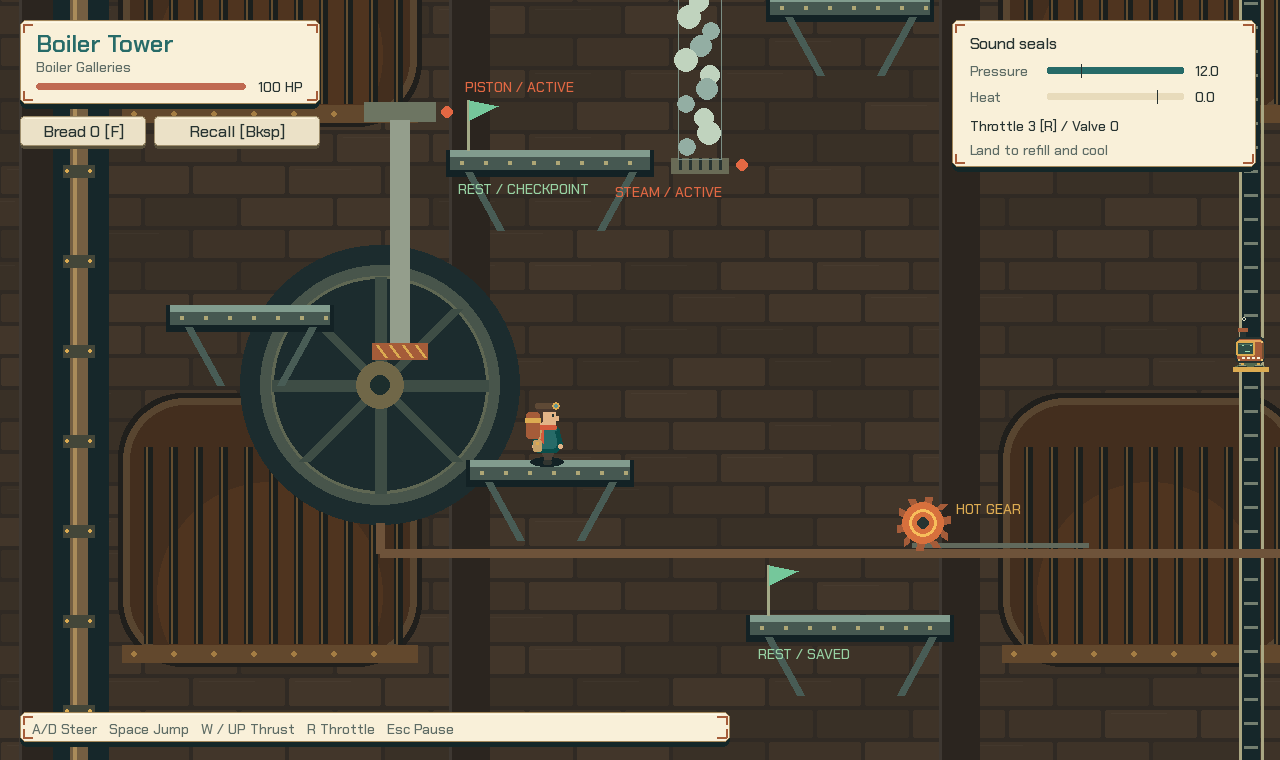 Boiler Tower
Boiler Galleries
100 HP
Bread 0 [F]
Recall [Bksp]
PISTON / ACTIVE
REST / CHECKPOINT
STEAM / ACTIVE
Sound seals
Pressure 12.0
Heat 0.0
Throttle 3 [R] / Valve 0
Land to refill and cool
HOT GEAR
REST / SAVED
A/D Steer Space Jump W / UP Thrust R Throttle Esc Pause